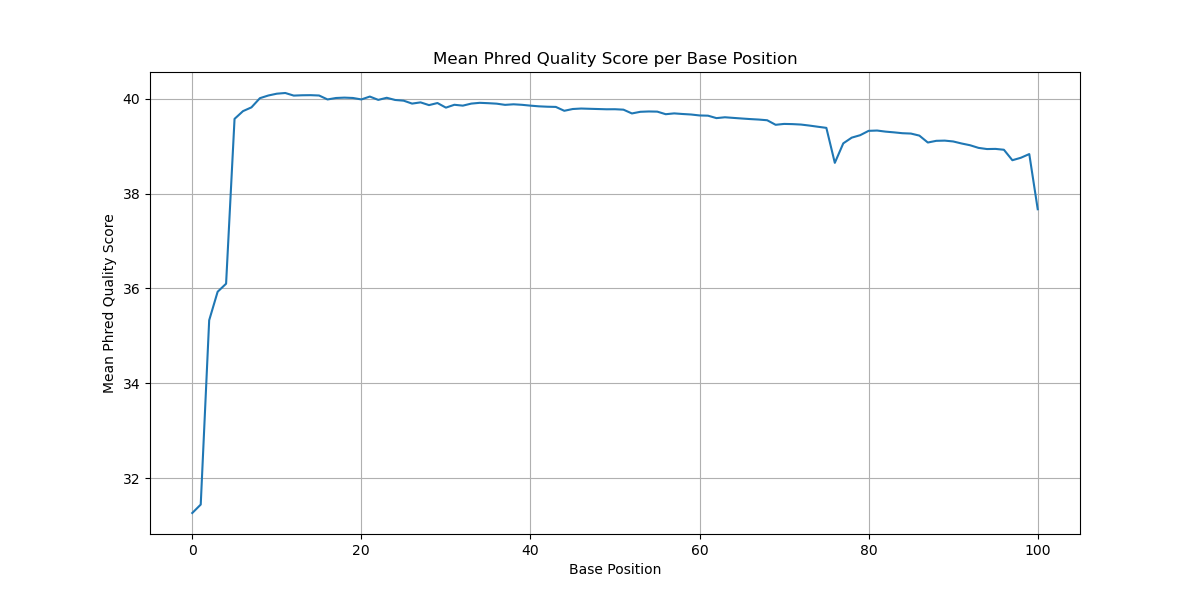 Mean Phred Quality Score per Base Position
Mean Phred Quality Score
40
38
36
34
32
0 20 40 60 80 100
Base Position